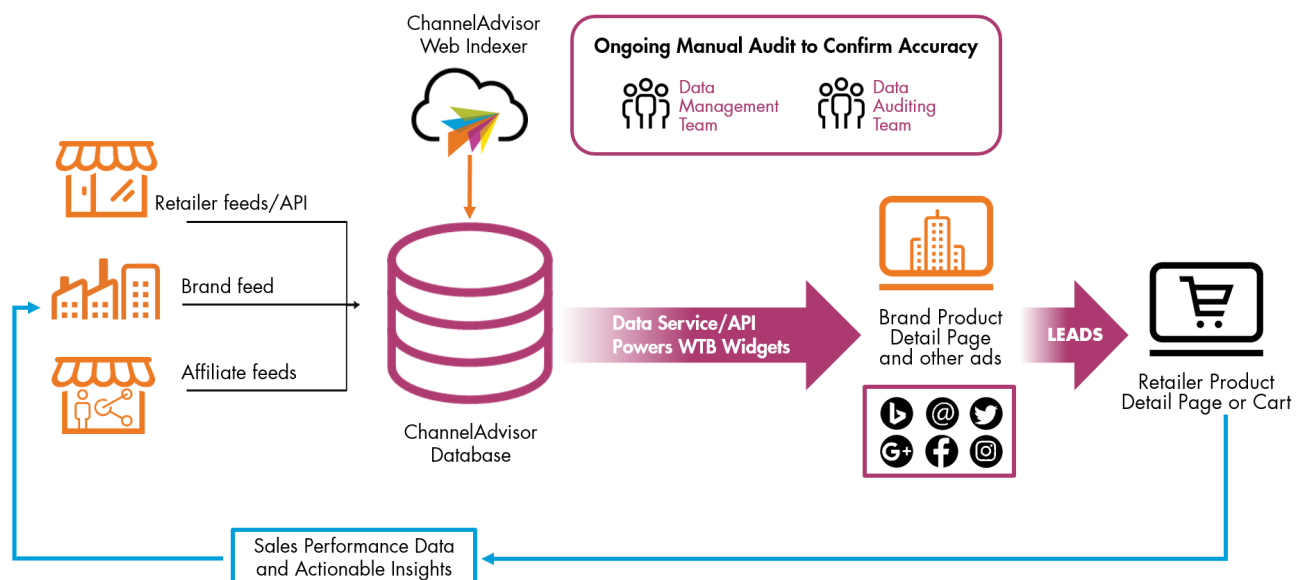 ChannelAdvisor
Web Indexer
Ongoing Manual Audit to Confirm Accuracy
Data
Management
Team
Data
Auditing
Team
Retailer feeds/API
Brand feed
Affiliate feeds
ChannelAdvisor
Database
Data Service/API
Powers WTB Widgets
Brand Product
Detail Page
and other ads
@
G+
LEADS
Retailer Product
Detail Page or Cart
Sales Performance Data
and Actionable Insights